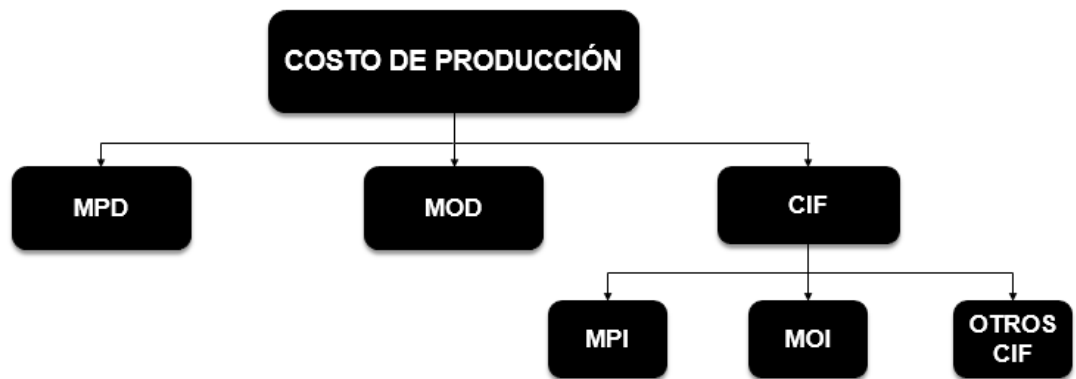 COSTO DE PRODUCCIÓN
MPD
MOD
CIF
MPI
MOI
OTROS
CIF